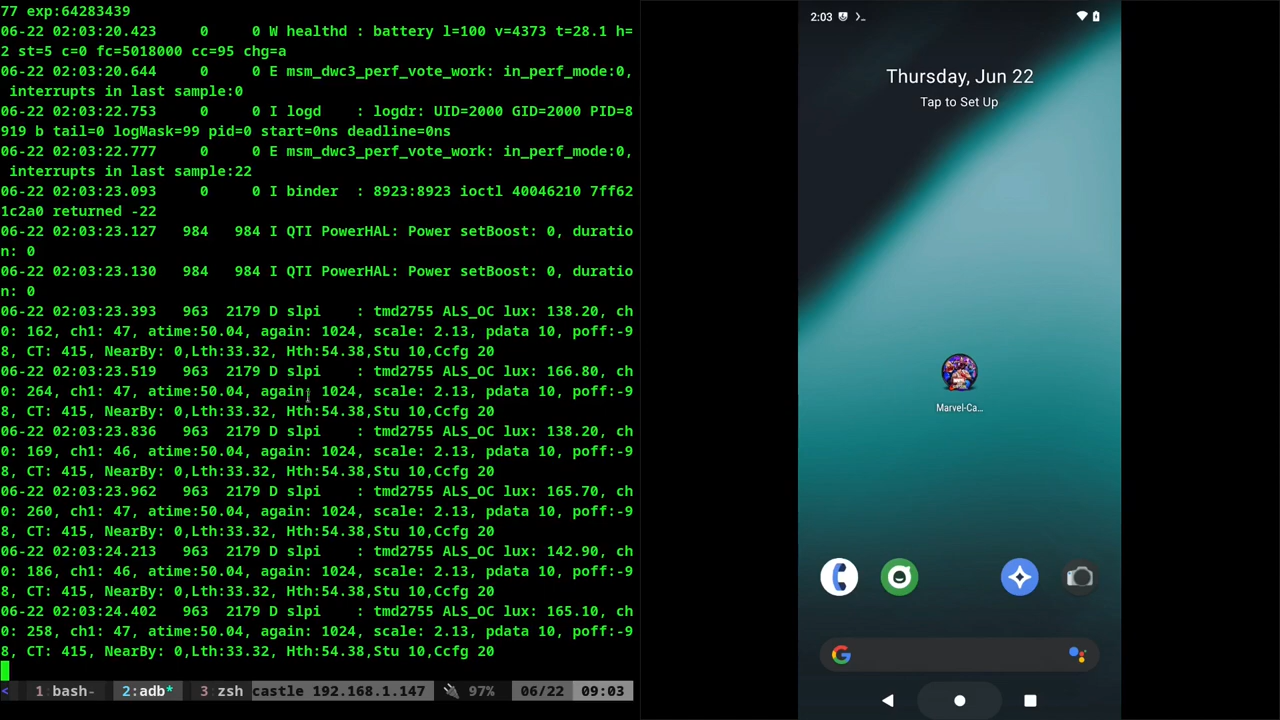 77 exp:64283439
06-22 02:03:20.423     0     0 W healthd : battery l=100 v=4373 t=28.1 h=
2 st=5 c=0 fc=5018000 cc=95 chg=a
06-22 02:03:20.644     0     0 E msm_dwc3_perf_vote_work: in_perf_mode:0,
 interrupts in last sample:0
06-22 02:03:22.753     0     0 I logd    : logdr: UID=2000 GID=2000 PID=8
919 b tail=0 logMask=99 pid=0 start=0ns deadline=0ns
06-22 02:03:22.777     0     0 E msm_dwc3_perf_vote_work: in_perf_mode:0,
 interrupts in last sample:22
06-22 02:03:23.093     0     0 I binder  : 8923:8923 ioctl 40046210 7ff62
1c2a0 returned -22
06-22 02:03:23.127   984   984 I QTI PowerHAL: Power setBoost: 0, duratio
n: 0
06-22 02:03:23.130   984   984 I QTI PowerHAL: Power setBoost: 0, duratio
n: 0
06-22 02:03:23.393   963  2179 D slpi    : tmd2755 ALS_OC lux: 138.20, ch
0: 162, ch1: 47, atime:50.04, again: 1024, scale: 2.13, pdata 10, poff:-9
8, CT: 415, NearBy: 0,Lth:33.32, Hth:54.38,Stu 10,Ccfg 20
06-22 02:03:23.519   963  2179 D slpi    : tmd2755 ALS_OC lux: 166.80, ch
0: 264, ch1: 47, atime:50.04, again: 1024, scale: 2.13, pdata 10, poff:-9
8, CT: 415, NearBy: 0,Lth:33.32, Hth:54.38,Stu 10,Ccfg 20
06-22 02:03:23.836   963  2179 D slpi    : tmd2755 ALS_OC lux: 138.20, ch
0: 169, ch1: 46, atime:50.04, again: 1024, scale: 2.13, pdata 10, poff:-9
8, CT: 415, NearBy: 0,Lth:33.32, Hth:54.38,Stu 10,Ccfg 20
06-22 02:03:23.962   963  2179 D slpi    : tmd2755 ALS_OC lux: 165.70, ch
0: 260, ch1: 47, atime:50.04, again: 1024, scale: 2.13, pdata 10, poff:-9
8, CT: 415, NearBy: 0,Lth:33.32, Hth:54.38,Stu 10,Ccfg 20
06-22 02:03:24.213   963  2179 D slpi    : tmd2755 ALS_OC lux: 142.90, ch
0: 186, ch1: 46, atime:50.04, again: 1024, scale: 2.13, pdata 10, poff:-9
8, CT: 415, NearBy: 0,Lth:33.32, Hth:54.38,Stu 10,Ccfg 20
06-22 02:03:24.402   963  2179 D slpi    : tmd2755 ALS_OC lux: 165.10, ch
0: 258, ch1: 47, atime:50.04, again: 1024, scale: 2.13, pdata 10, poff:-9
8, CT: 415, NearBy: 0,Lth:33.32, Hth:54.38,Stu 10,Ccfg 20
< 1 bash- 2:adb* 3 zsh castle 192.168.1.147 97% 06/22 09:03
2:03
Thursday, Jun 22
Tap to Set Up
Marvel-Ca...